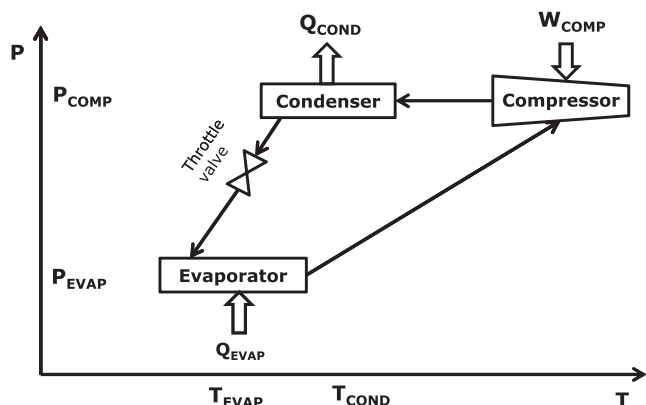 Q_COND
W_COMP
P
P_COMP
Condenser
Compressor
Throttle
valve
P_EVAP
Evaporator
Q_EVAP
T_EVAP
T_COND
T